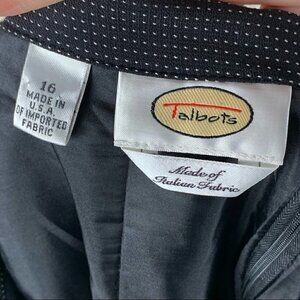 16
MADE IN
U.S.A
OF IMPORTED
FABRIC
Talbots
Made of
Italian Fabric